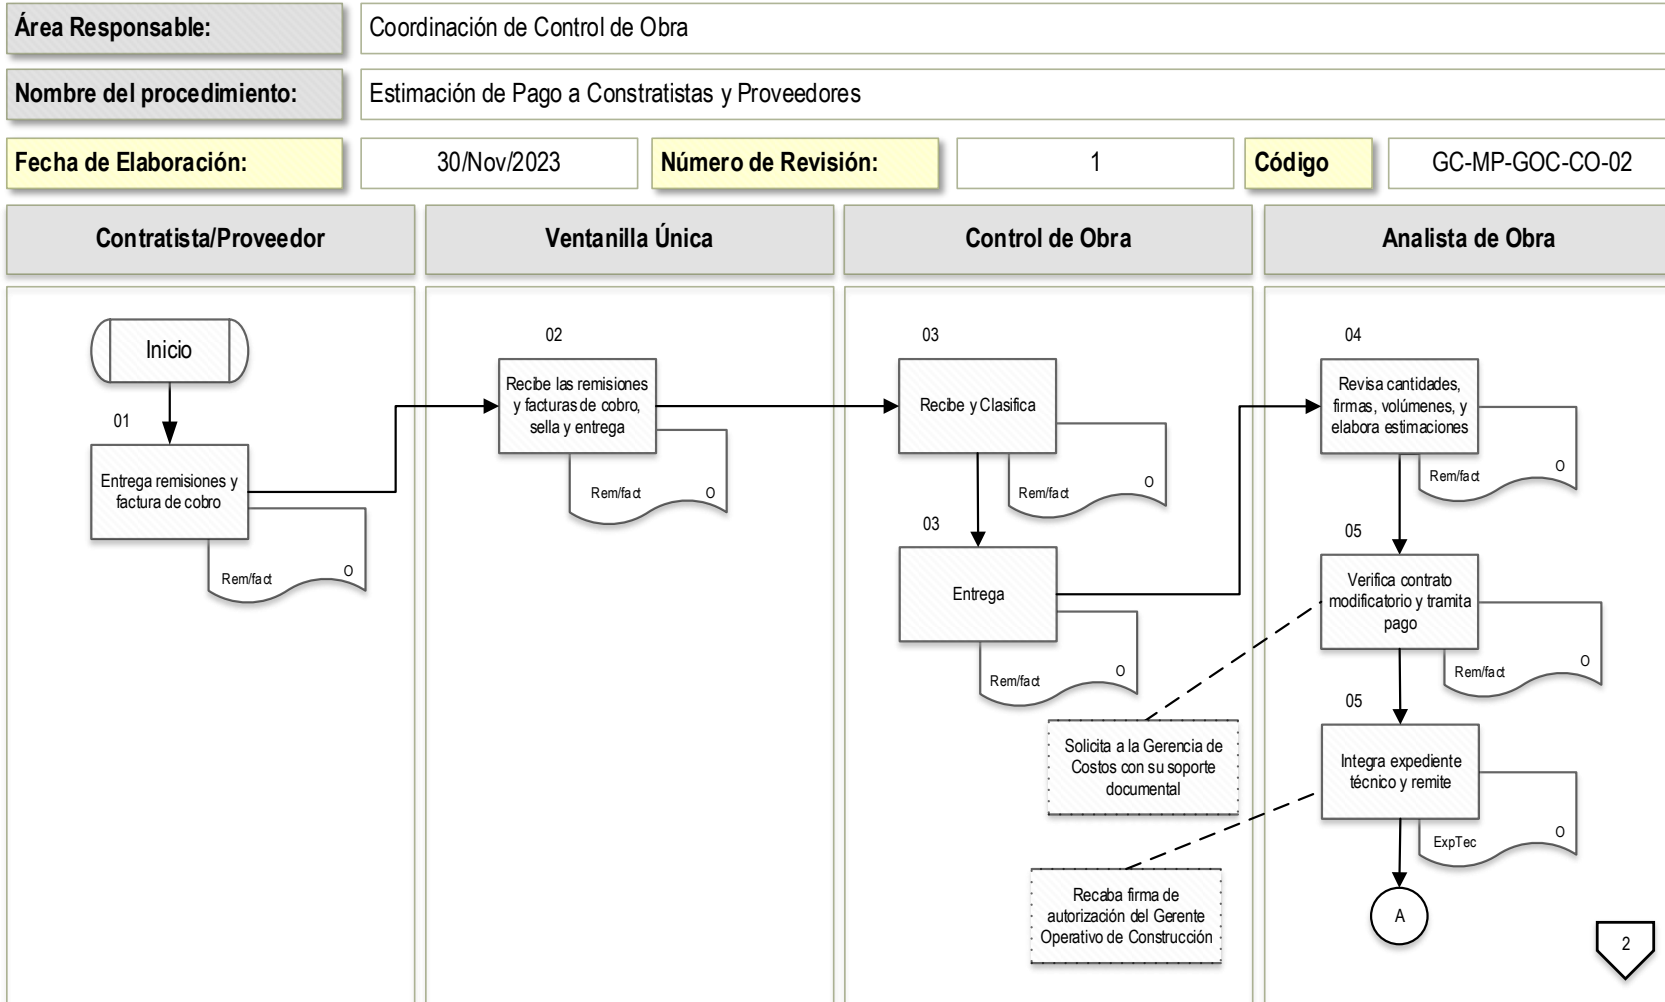 Área Responsable:
Coordinación de Control de Obra
Nombre del procedimiento:
Estimación de Pago a Constratistas y Proveedores
Fecha de Elaboración:
30/Nov/2023
Número de Revisión:
1
Código
GC-MP-GOC-CO-02
Contratista/Proveedor
Ventanilla Única
Control de Obra
Analista de Obra
Inicio
01
Entrega remisiones y
factura de cobro
Rem/fact
O
02
Recibe las remisiones
y facturas de cobro,
sella y entrega
Rem/fact
O
03
Recibe y Clasifica
Rem/fact
O
03
Entrega
Rem/fact
O
Solicita a la Gerencia de
Costos con su soporte
documental
Recaba firma de
autorización del Gerente
Operativo de Construcción
04
Revisa cantidades,
firmas, volúmenes, y
elabora estimaciones
Rem/fact
O
05
Verifica contrato
modificatorio y tramita
pago
Rem/fact
O
05
Integra expediente
técnico y remite
ExpTec
O
A
2